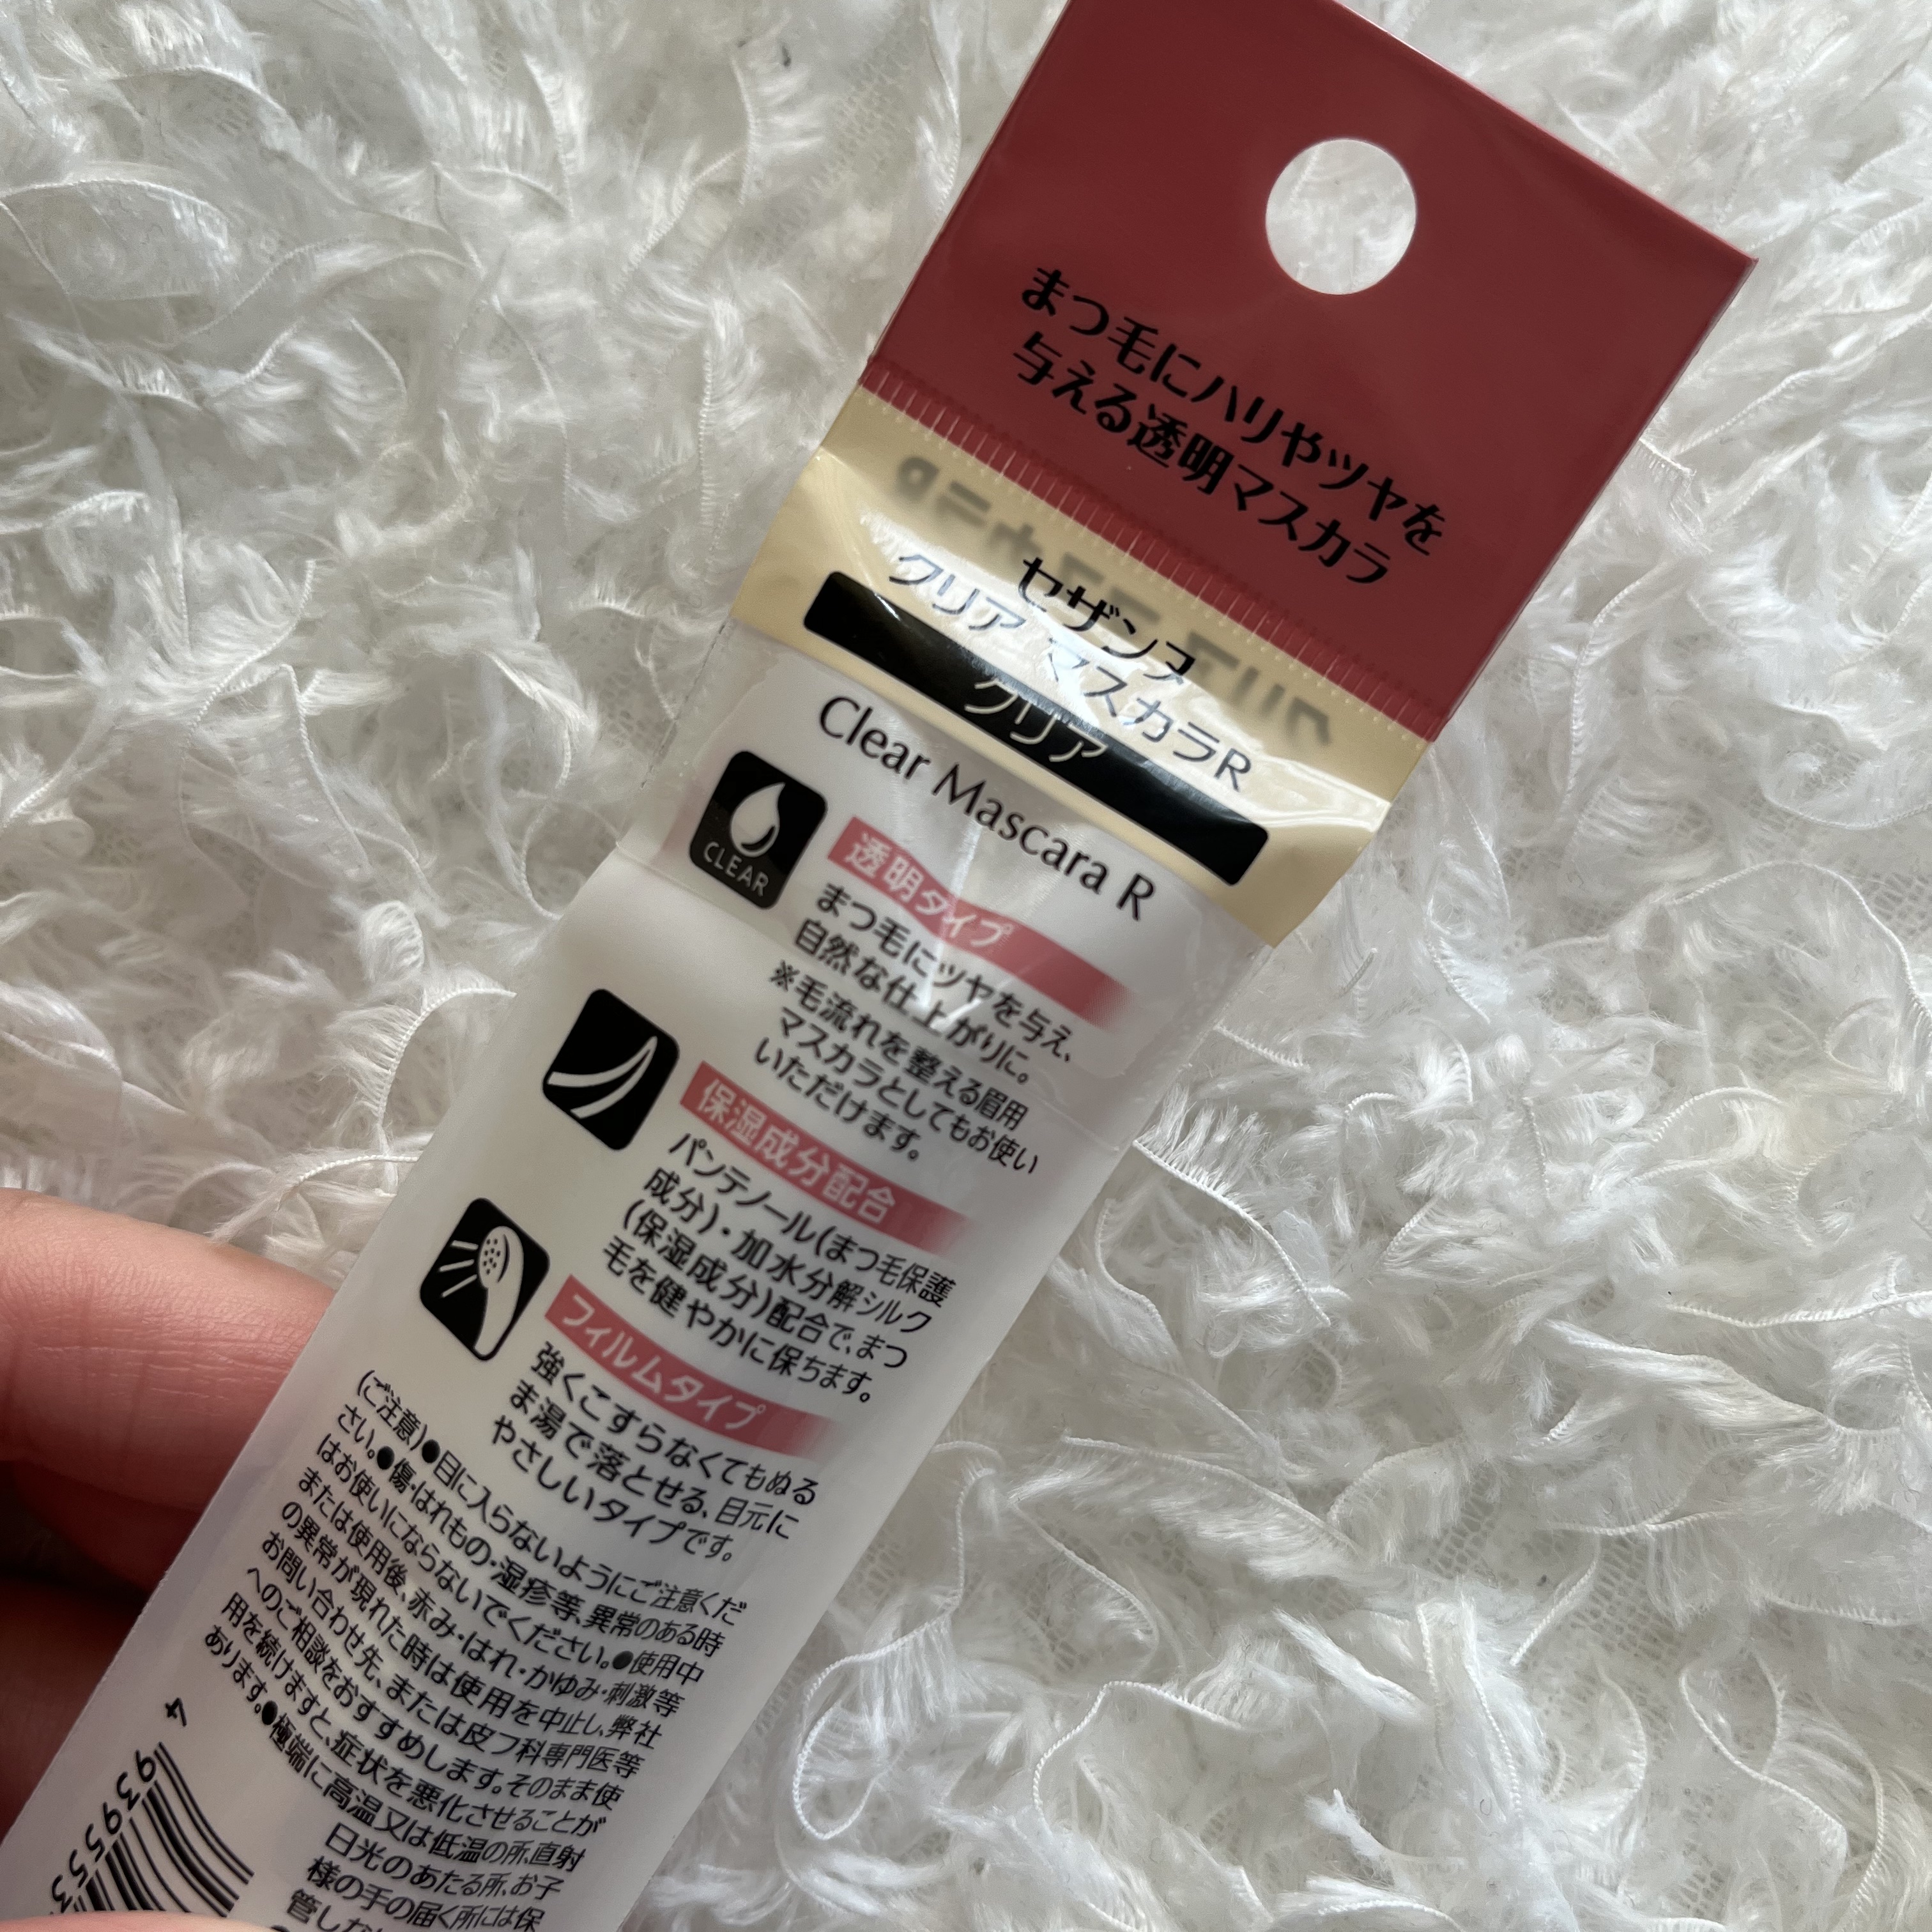 まつ毛にハリやツヤを
与える透明マスカラ
セザンヌ
クリア マスカラR
クリア
Clear Mascara R
CLEAR
透明タイプ
まつ毛にツヤを与え、
自然な仕上がりに。
※毛流れを整える眉用
マスカラとしてもお使い
いただけます。
保湿成分配合
パンテノール(まつ毛保護
成分)・加水分解シルク
(保湿成分)配合で、まつ
毛を健やかに保ちます。
フィルムタイプ
強くこすらなくてもぬる
ま湯で落とせる、目元に
やさしいタイプです。
(ご注意)●目に入らないようにご注意くだ
さい。●傷・はれもの・湿疹等、異常のある時
はお使いにならないでください。●使用中
または使用後、赤み・はれ・かゆみ・刺激等
の異常が現れた時は使用を中止し、弊社
お問い合わせ先、または皮フ科専門医等
へのご相談をおすすめします。そのまま使
用を続けますと、症状を悪化させることが
あります。●極端に高温又は低温の所、直射
日光のあたる所、お子
様の手の届く所には保
管しな
4
939553